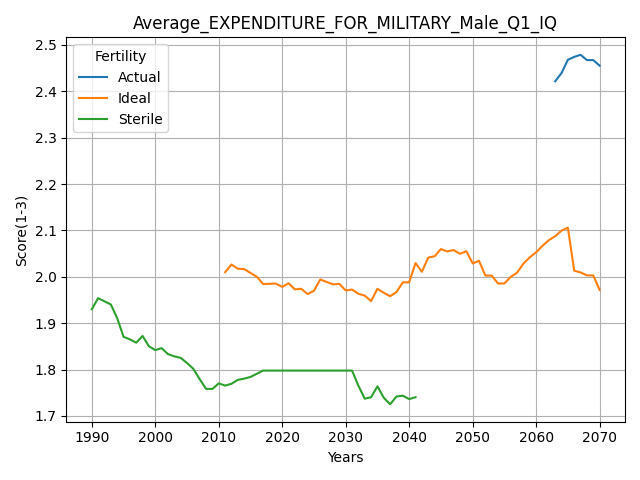 Average_EXPENDITURE_FOR_MILITARY_Male_Q1_IQ
Fertility
Actual
Ideal
Sterile
Score(1-3)
2.5
2.4
2.3
2.2
2.1
2.0
1.9
1.8
1.7
1990 2000 2010 2020 2030 2040 2050 2060 2070
Years